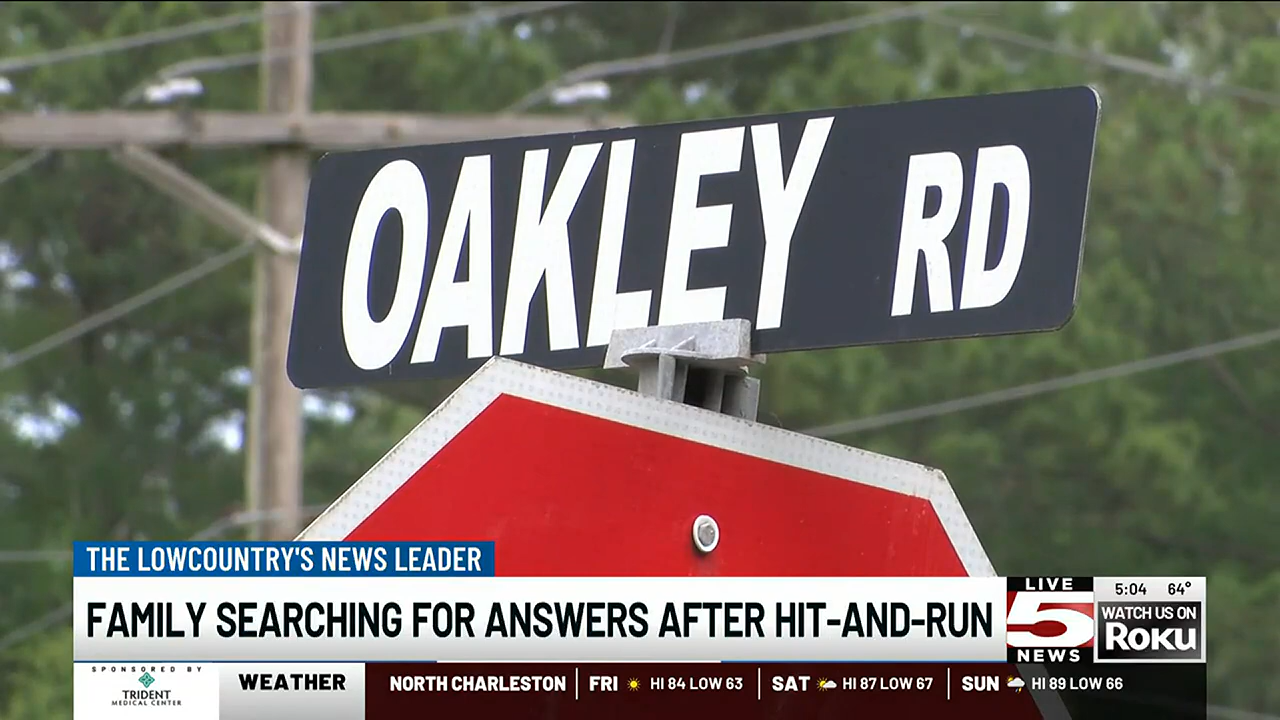 OAKLEY RD
THE LOWCOUNTRY'S NEWS LEADER
FAMILY SEARCHING FOR ANSWERS AFTER HIT-AND-RUN
LIVE
5
NEWS
5:04 64°
WATCH US ON
ROKU
SPONSORED BY
TRIDENT
MEDICAL CENTER
WEATHER
NORTH CHARLESTON FRI HI 84 LOW 63 SAT HI 87 LOW 67 SUN HI 89 LOW 66